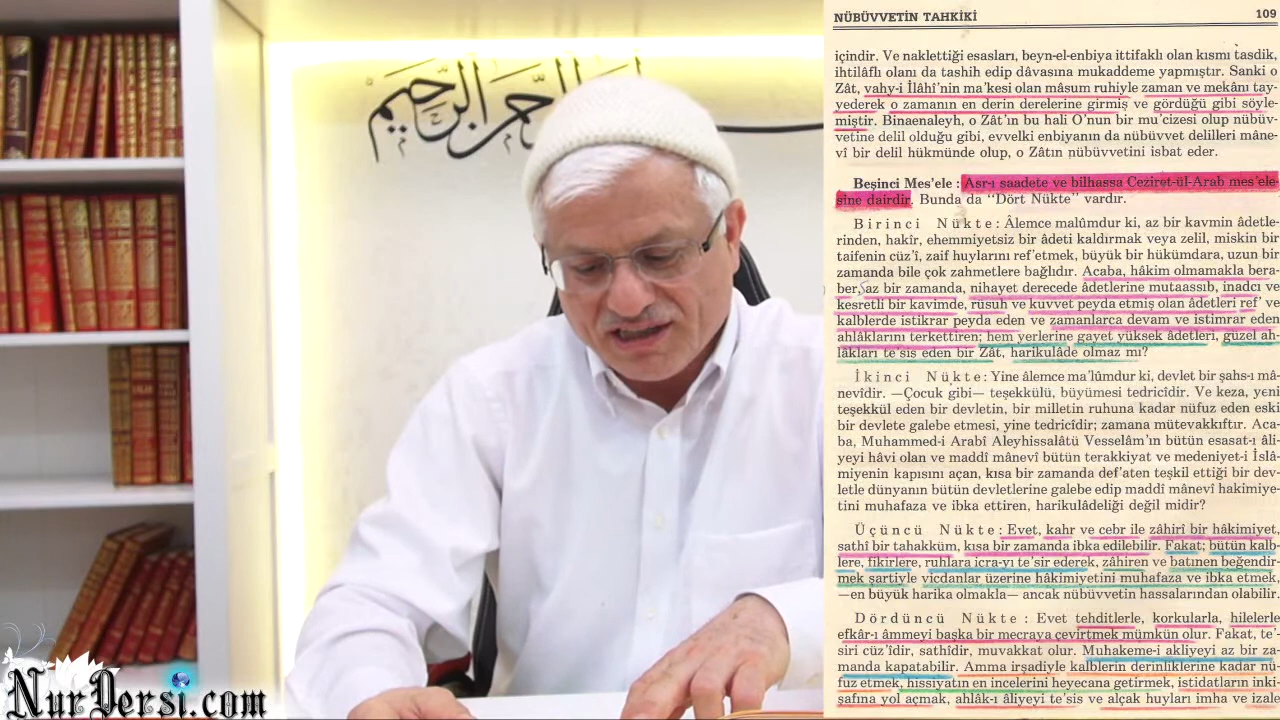 NÜBÜVVETİN TAHKİKİ 109
içindir. Ve naklettiği esasları, beyn-el-enbiya ittifaklı olan kısmı tasdik,
ihtilâflı olanı da tashih edip dâvasına mukaddeme yapmıştır. Sanki o
Zât, vahy-i İlâhî'nin ma'kesi olan mâsum ruhiyle zaman ve mekânı tay-
yederek o zamanın en derin derelerine girmiş ve gördüğü gibi söyle-
miştir. Binaenaleyh, o Zât'ın bu hali O'nun bir mu'cizesi olup nübüv-
vetine delil olduğu gibi, evvelki enbiyanın da nübüvvet delilleri mâne-
vî bir delil hükmünde olup, o Zâtın nübüvvetini isbat eder.
Beşinci Mes'ele : Asr-ı saadete ve bilhassa Ceziret-ül-Arab mes'ele-
sine dairdir. Bunda da "Dört Nükte" vardır.
Birinci Nükte: Âlemce malûmdur ki, az bir kavmin âdetle-
rinden, hakîr, ehemmiyetsiz bir âdeti kaldırmak veya zelil, miskin bir
taifenin cüz'î, zaif huylarını ref'etmek, büyük bir hükümdara, uzun bir
zamanda bile çok zahmetlere bağlıdır. Acaba, hâkim olmamakla bera-
ber, az bir zamanda, nihayet derecede âdetlerine mutaassıb, inadcı ve
kesretli bir kavimde, rüsuh ve kuvvet peyda etmiş olan âdetleri ref' ve
kalblerde istikrar peyda eden ve zamanlarca devam ve istimrar eden
ahlâklarını terkettiren; hem yerlerine gayet yüksek âdetleri, güzel ah-
lâkları te'sis eden bir Zât, harikulâde olmaz mı?
İkinci Nükte: Yine âlemce ma'lûmdur ki, devlet bir şahs-ı mâ-
nevîdir. —Çocuk gibi— teşekkülü, büyümesi tedricîdir. Ve keza, yeni
teşekkül eden bir devletin, bir milletin ruhuna kadar nüfuz eden eski
bir devlete galebe etmesi, yine tedricîdir; zamana mütevakkıftır. Aca-
ba, Muhammed-i Arabî Aleyhissalâtü Vesselâm'ın bütün esasat-ı âli-
yeyi hâvi olan ve maddî mânevî bütün terakkiyat ve medeniyet-i İslâ-
miyenin kapısını açan, kısa bir zamanda def'aten teşkil ettiği bir dev-
letle dünyanın bütün devletlerine galebe edip maddî mânevî hakimiye-
tini muhafaza ve ibka ettiren, harikulâdeliği değil midir?
Üçüncü Nükte: Evet, kahr ve cebr ile zâhirî bir hâkimiyet,
sathî bir tahakküm, kısa bir zamanda ibka edilebilir. Fakat; bütün kalb-
lere, fikirlere, ruhlara icra-yı te'sir ederek, zâhiren ve batınen beğendir-
mek şartiyle vicdanlar üzerine hâkimiyetini muhafaza ve ibka etmek,
—en büyük harika olmakla— ancak nübüvvetin hassalarından olabilir.
Dördüncü Nükte: Evet tehditlerle, korkularla, hilelerle
efkâr-ı âmmeyi başka bir mecraya çevirtmek mümkün olur. Fakat, te'-
siri cüz'îdir, sathîdir, muvakkat olur. Muhakeme-i akliyeyi az bir za-
manda kapatabilir. Amma irşadiyle kalblerin derinliklerine kadar nü-
fuz etmek, hissiyatın en incelerini heyecana getirmek, istidatların inki-
şafına yol açmak, ahlâk-ı âliyeyi te'sis ve alçak huyları imha ve izale
NurDersi.com